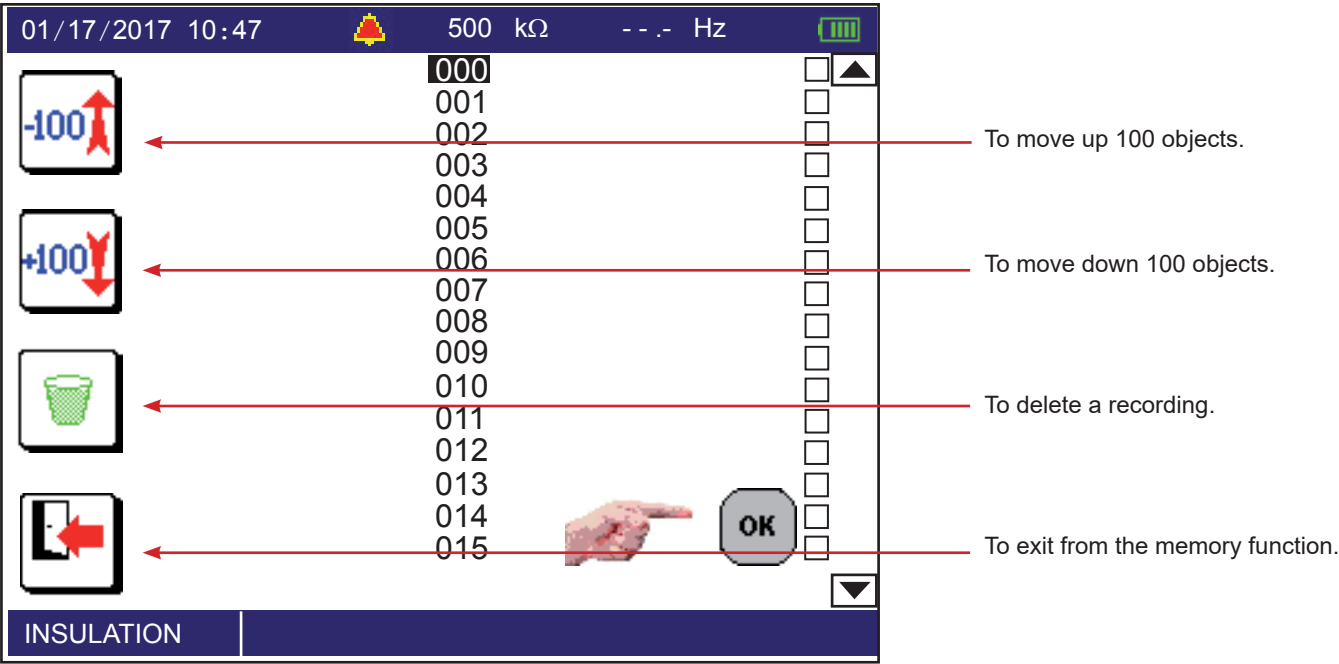 01/17/2017 10:47 500 kΩ - - .- Hz
-100
+100
000
001
002
003
004
005
006
007
008
009
010
011
012
013
014
015
OK
INSULATION
To move up 100 objects.
To move down 100 objects.
To delete a recording.
To exit from the memory function.